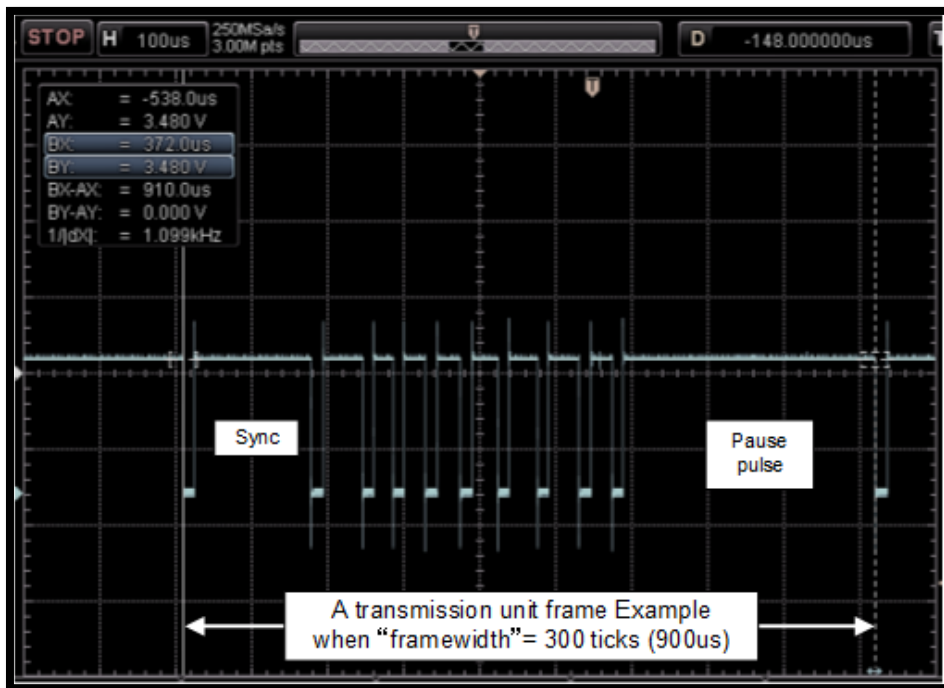 STOP H 100us 250MSa/s D -148.000000us
3.00M pts
AX: = -538.0us
AY: = 3.480 V
BX: = 372.0us
BY: = 3.480 V
BX-AX: = 910.0us
BY-AY: = 0.000 V
1/|dX|: = 1.099kHz
Sync
Pause
pulse
A transmission unit frame Example
when “framewidth”= 300 ticks (900us)